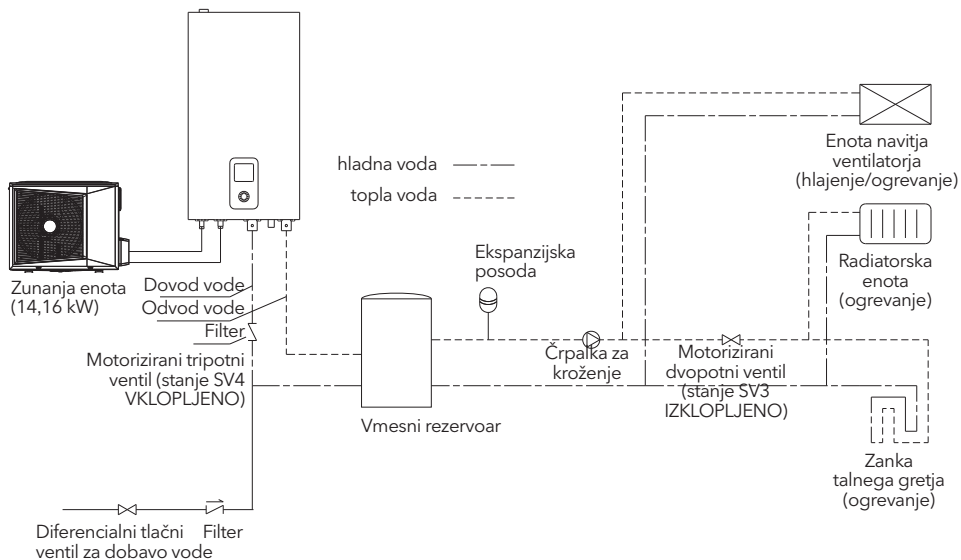 Zunanja enota
(14,16 kW)
hladna voda
topla voda
Enota navitja
ventilatorja
(hlajenje/ogrevanje)
Dovod vode
Odvod vode
Filter
Motorizirani tripotni
ventil (stanje SV4
VKLOPLJENO)
Ekspanzijska
posoda
Radiatorska
enota
(ogrevanje)
Črpalka za
kroženje
Motorizirani
dvopotni ventil
(stanje SV3
IZKLOPLJENO)
Vmesni rezervoar
Zanka
talnega gretja
(ogrevanje)
Diferencialni tlačni
ventil za dobavo vode
Filter